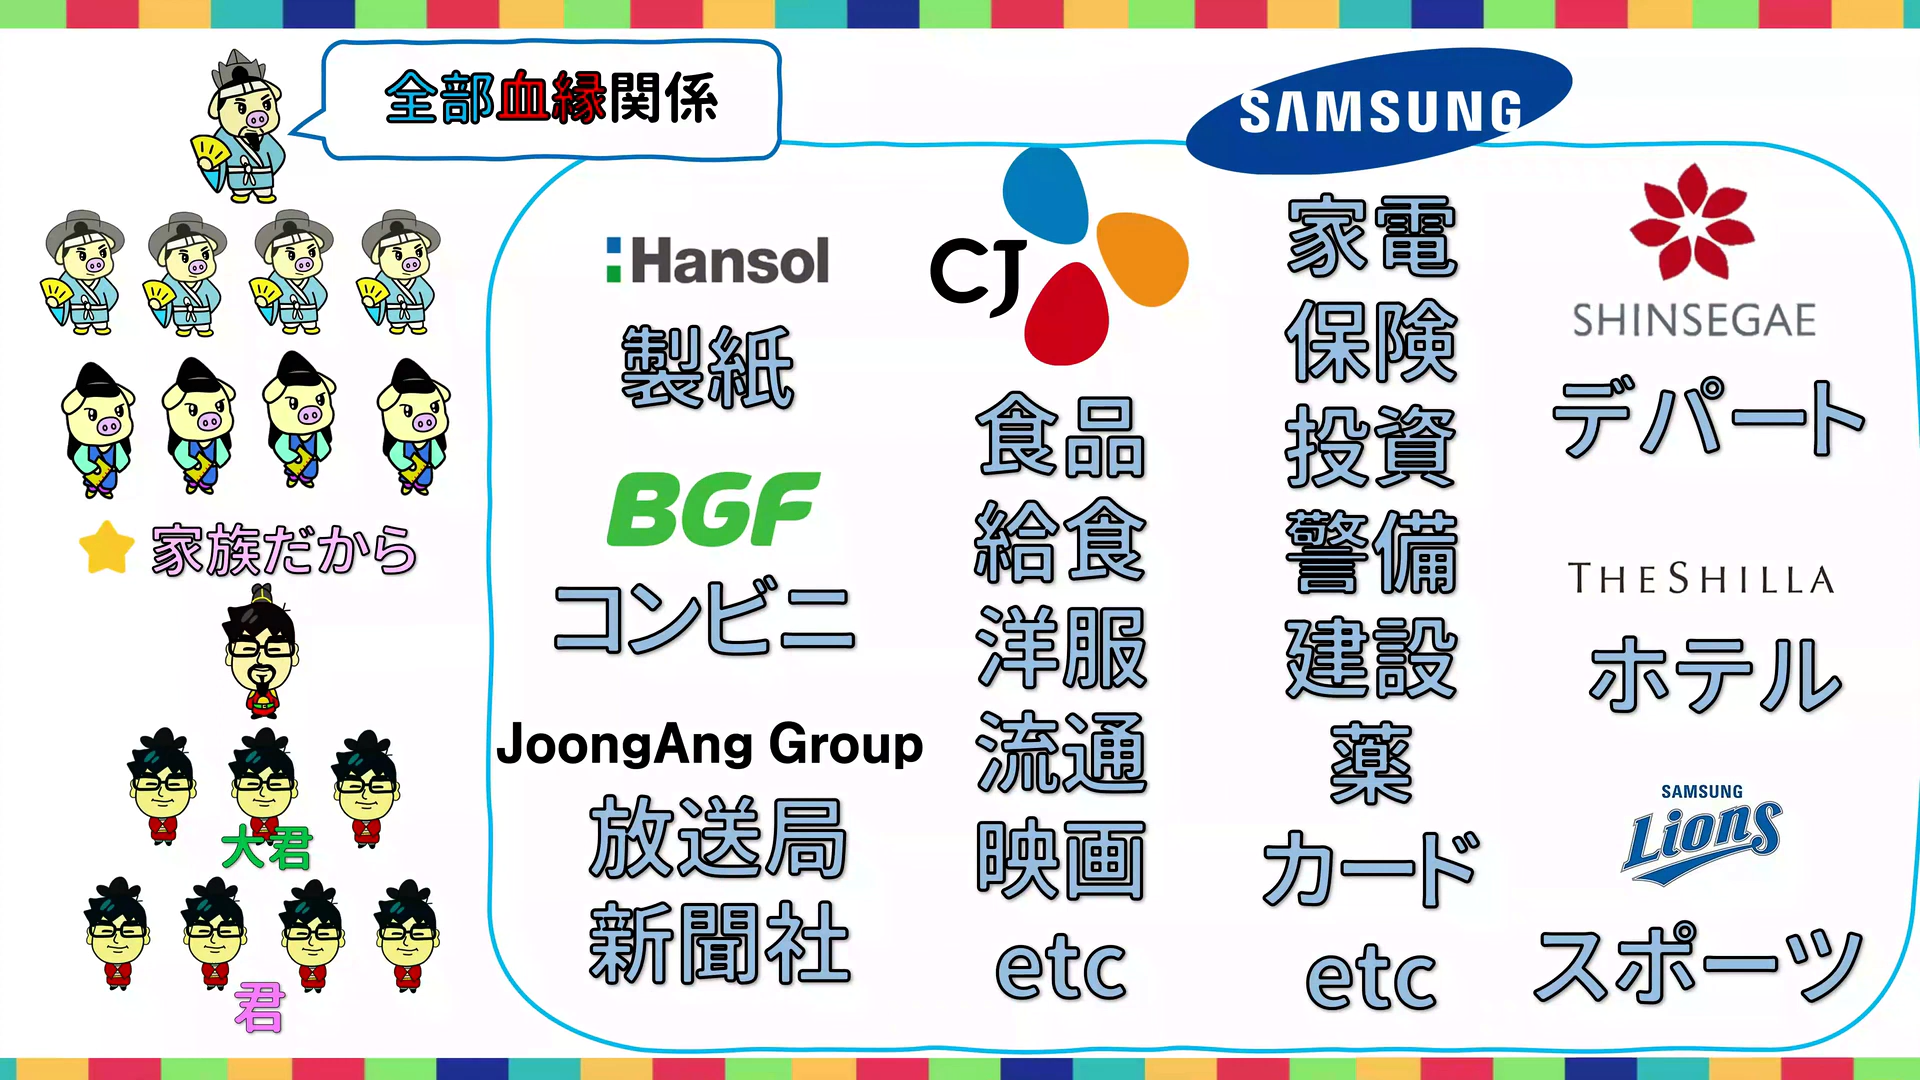 全部血縁関係
家族だから
大君
君
Hansol
製紙
BGF
コンビニ
JoongAng Group
放送局
新聞社
CJ
食品
給食
洋服
流通
映画
etc
SAMSUNG
家電
保険
投資
警備
建設
薬
カード
etc
SHINSEGAE
デパート
THE SHILLA
ホテル
SAMSUNG
Lions
スポーツ